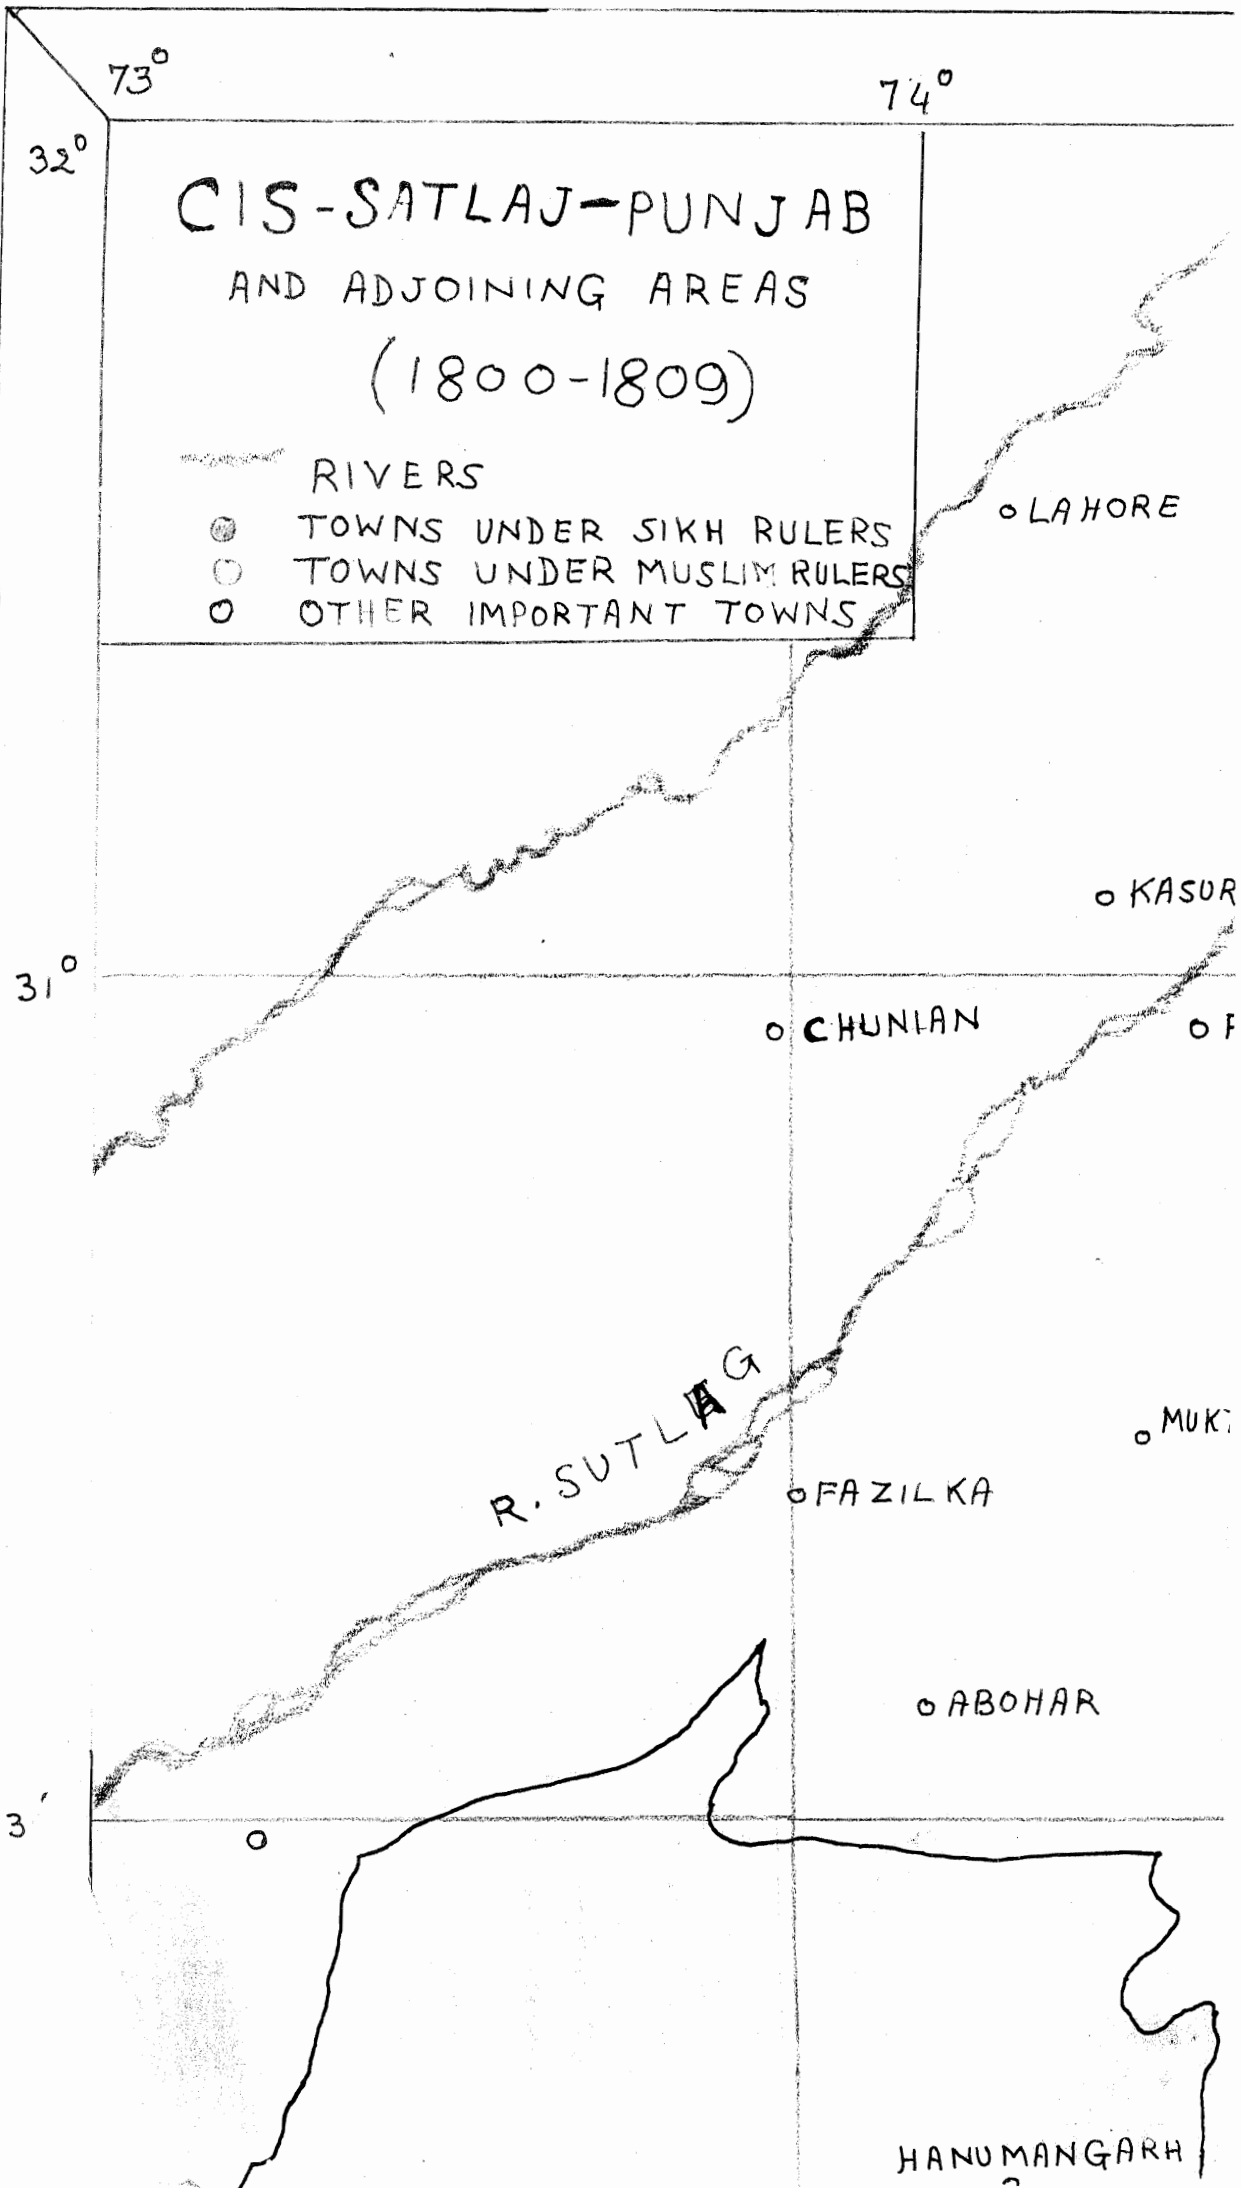 73°
74°
32°
CIS-SATLAJ-PUNJAB
AND ADJOINING AREAS
(1800-1809)
RIVERS
TOWNS UNDER SIKH RULERS
TOWNS UNDER MUSLIM RULERS
OTHER IMPORTANT TOWNS
LAHORE
KASUR
31°
CHUNIAN
R. SUTLAG
FAZILKA
ABOHAR
3
HANUMANGARH